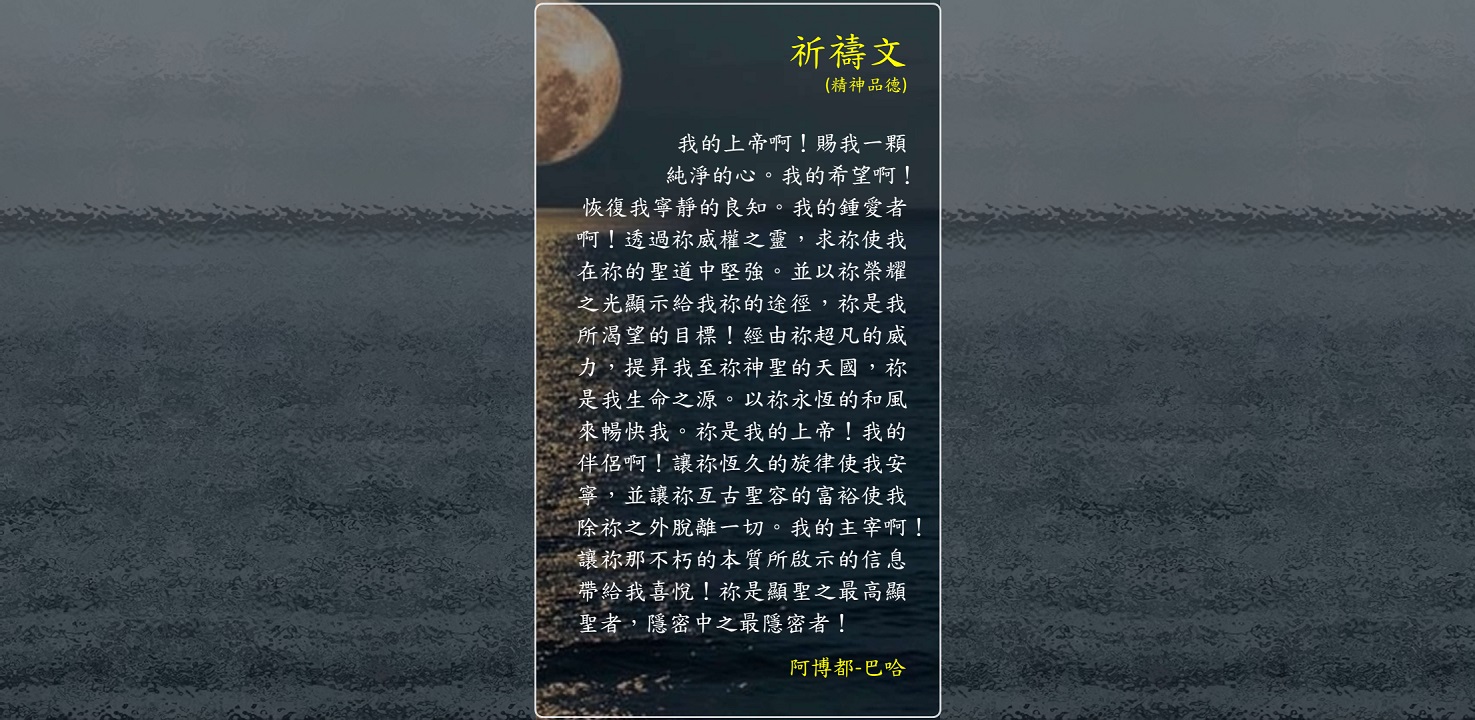 祈禱文
(精神品德)
我的上帝啊！賜我一顆
純淨的心。我的希望啊！
恢復我寧靜的良知。我的鍾愛者
啊！透過祢威權之靈，求祢使我
在祢的聖道中堅強。並以祢榮耀
之光顯示給我祢的途徑，祢是我
所渴望的目標！經由祢超凡的威
力，提昇我至祢神聖的天國，祢
是我生命之源。以祢永恆的和風
來暢快我。祢是我的上帝！我的
伴侶啊！讓祢恆久的旋律使我安
寧，並讓祢亙古聖容的富裕使我
除祢之外脫離一切。我的主宰啊！
讓祢那不朽的本質所啟示的信息
帶給我喜悅！祢是顯聖之最高顯
聖者，隱密中之最隱密者！
阿博都-巴哈